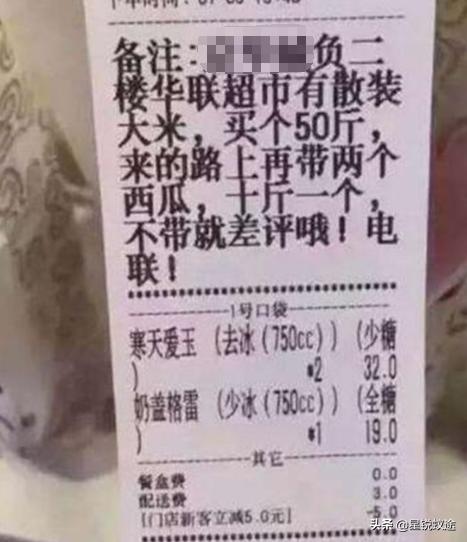 备注:负二
楼华联超市有散装
大米，买个50斤，
来的路上再带两个
西瓜，十斤一个，
不带就差评哦！电
联！
1号口袋
寒天爱玉 (去冰(750cc)) (少糖
) *2 32.0
奶盖格雷 (少冰(750cc)) (全糖
) *1 19.0
其它
餐盒费 0.0
配送费 3.0
[门店新客立减5.0元] -5.0
头条 @星锐蚁途